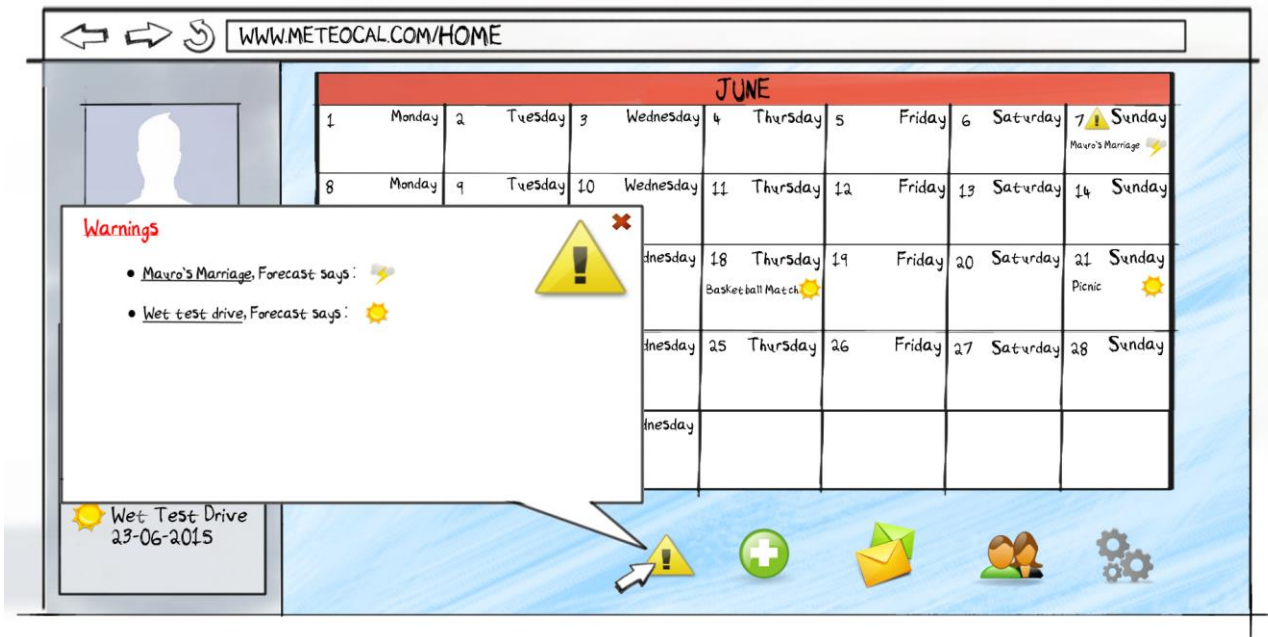 WWW.METEOCAL.COM/HOME
JUNE
1 Monday 2 Tuesday 3 Wednesday 4 Thursday 5 Friday 6 Saturday 7 Sunday
Mauro's Marriage
8 Monday 9 Tuesday 10 Wednesday 11 Thursday 12 Friday 13 Saturday 14 Sunday
Warnings
• Mauro's Marriage, Forecast says:
• Wet test drive, Forecast says:
dnesday 18 Thursday 19 Friday 20 Saturday 21 Sunday
Basketball Match Picnic
dnesday 25 Thursday 26 Friday 27 Saturday 28 Sunday
dnesday
Wet Test Drive
23-06-2015